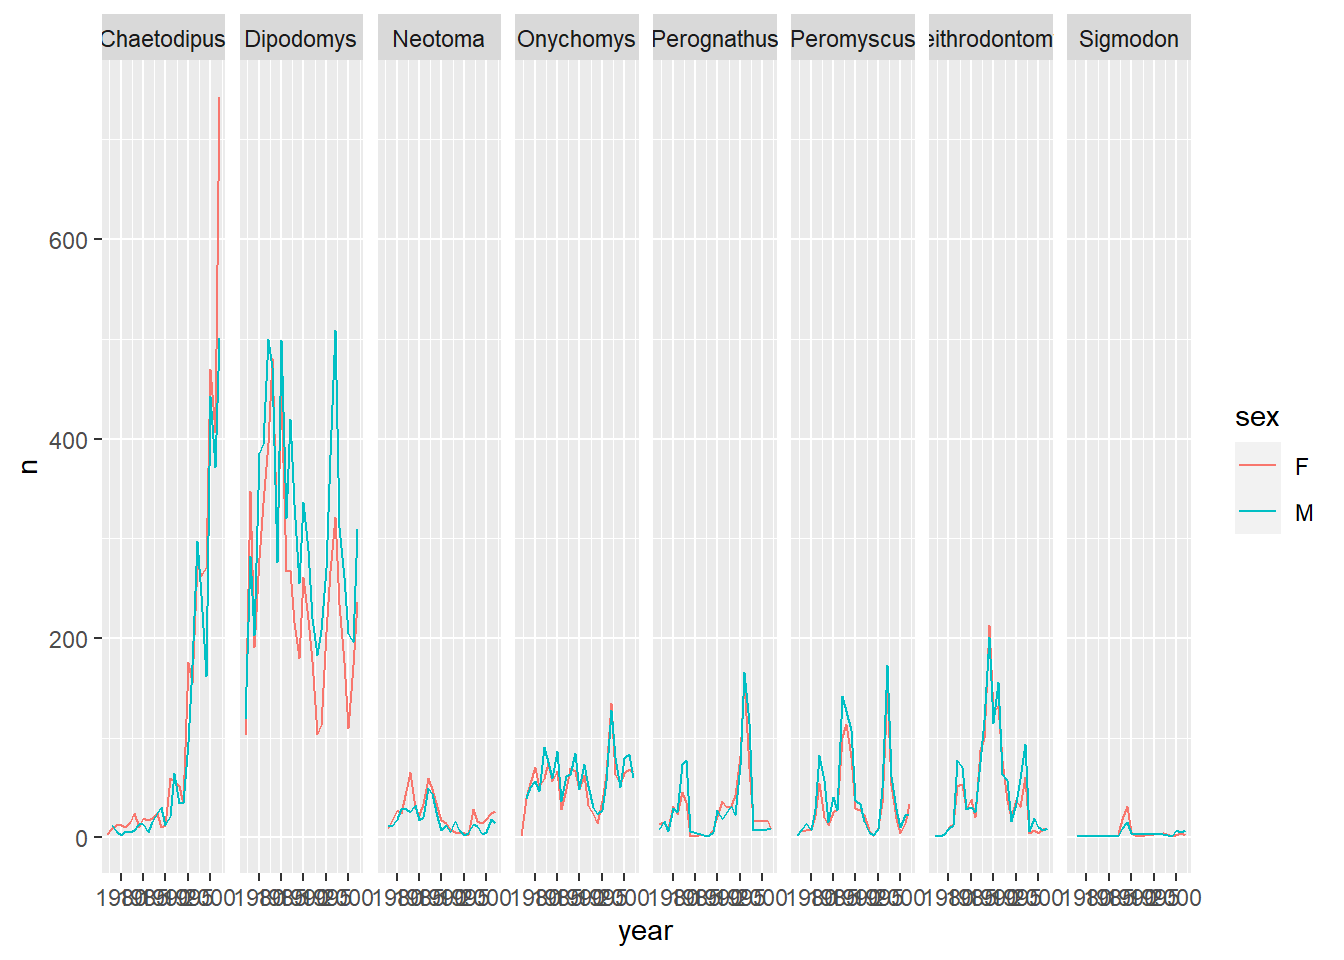 Chaetodipus Dipodomys Neotoma Onychomys Perognathus Peromyscus eithrodontom Sigmodon
600
400
200
0
n
year
sex
F
M